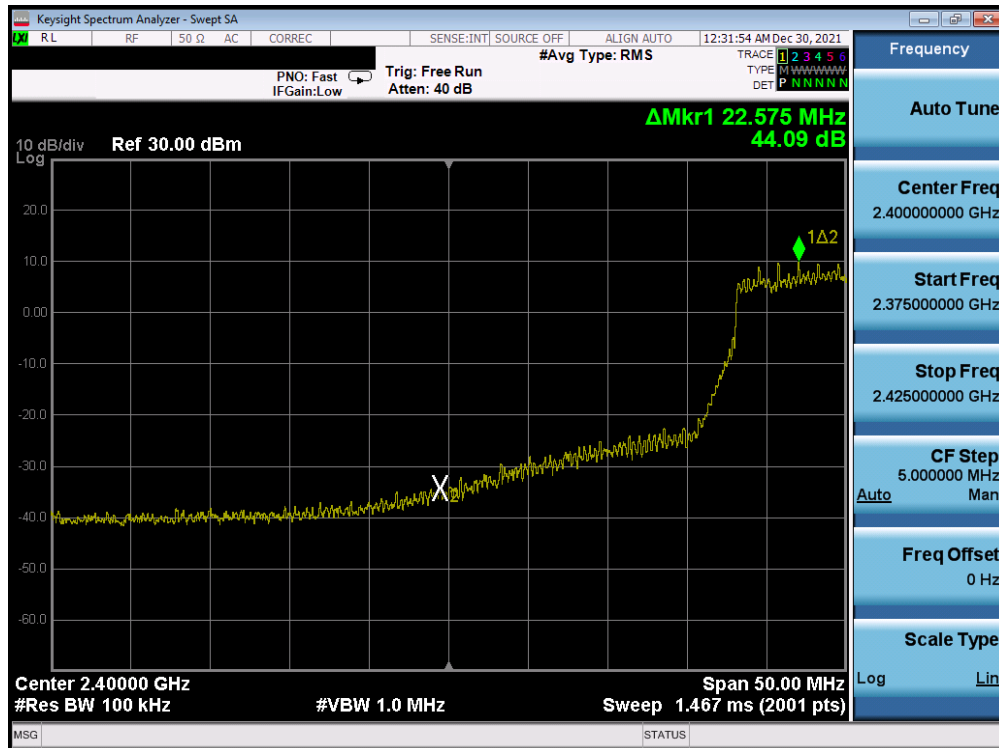 Keysight Spectrum Analyzer - Swept SA
LXI RL RF 50 Ω AC CORREC SENSE:INT SOURCE OFF ALIGN AUTO 12:31:54 AM Dec 30, 2021
#Avg Type: RMS
PNO: Fast
IFGain:Low
Trig: Free Run
Atten: 40 dB
TRACE 1 2 3 4 5 6
TYPE M WWWWW
DET P N N N N N
ΔMkr1 22.575 MHz
44.09 dB
10 dB/div
Log
Ref 30.00 dBm
20.0
10.0
0.00
-10.0
-20.0
-30.0
-40.0
-50.0
-60.0
1Δ2
X2
Center 2.40000 GHz
Span 50.00 MHz
#Res BW 100 kHz
#VBW 1.0 MHz
Sweep 1.467 ms (2001 pts)
MSG
STATUS
Frequency
Auto Tune
Center Freq
2.400000000 GHz
Start Freq
2.375000000 GHz
Stop Freq
2.425000000 GHz
CF Step
5.000000 MHz
Auto Man
Freq Offset
0 Hz
Scale Type
Log Lin